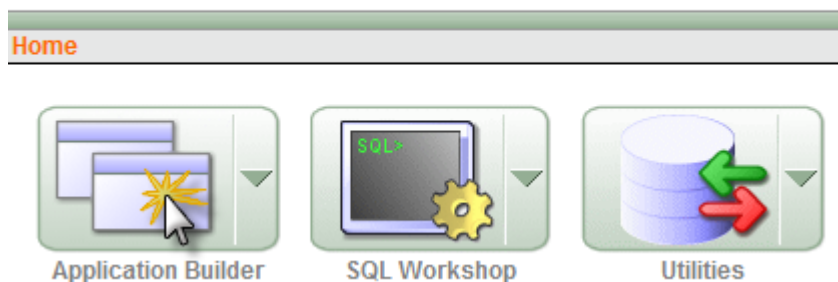 Home
SQL>
Application Builder
SQL Workshop
Utilities